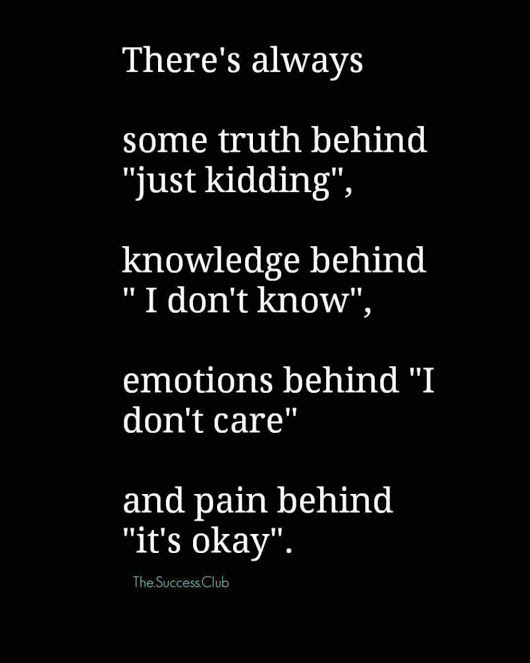 There's always
some truth behind
"just kidding",
knowledge behind
" I don't know",
emotions behind "I
don't care"
and pain behind
"it's okay".
The.Success.Club